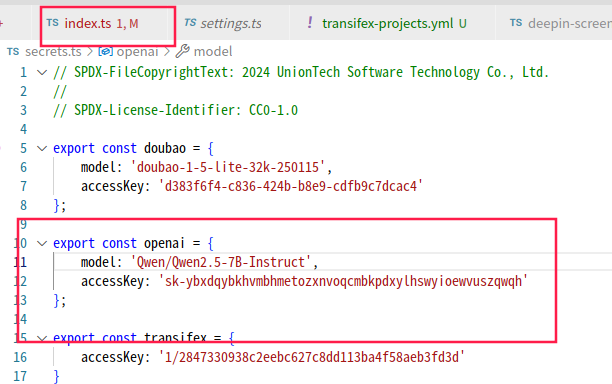 TS index.ts 1, M TS settings.ts ! transifex-projects.yml U TS deepin-screen
TS secrets.ts > openai > model
1 // SPDX-FileCopyrightText: 2024 UnionTech Software Technology Co., Ltd.
2 //
3 // SPDX-License-Identifier: CC0-1.0
4
5 export const doubao = {
6 model: 'doubao-1-5-lite-32k-250115',
7 accessKey: 'd383f6f4-c836-424b-b8e9-cdfb9c7dcac4'
8 };
9
10 export const openai = {
11 model: 'Qwen/Qwen2.5-7B-Instruct',
12 accessKey: 'sk-ybxdqybkhvmbhmetozxnvoqcmbkpdxylhswyioewvuszqwqh'
13 };
14
15 export const transifex = {
16 accessKey: '1/2847330938c2eebc627c8dd113ba4f58aeb3fd3d'
17 }